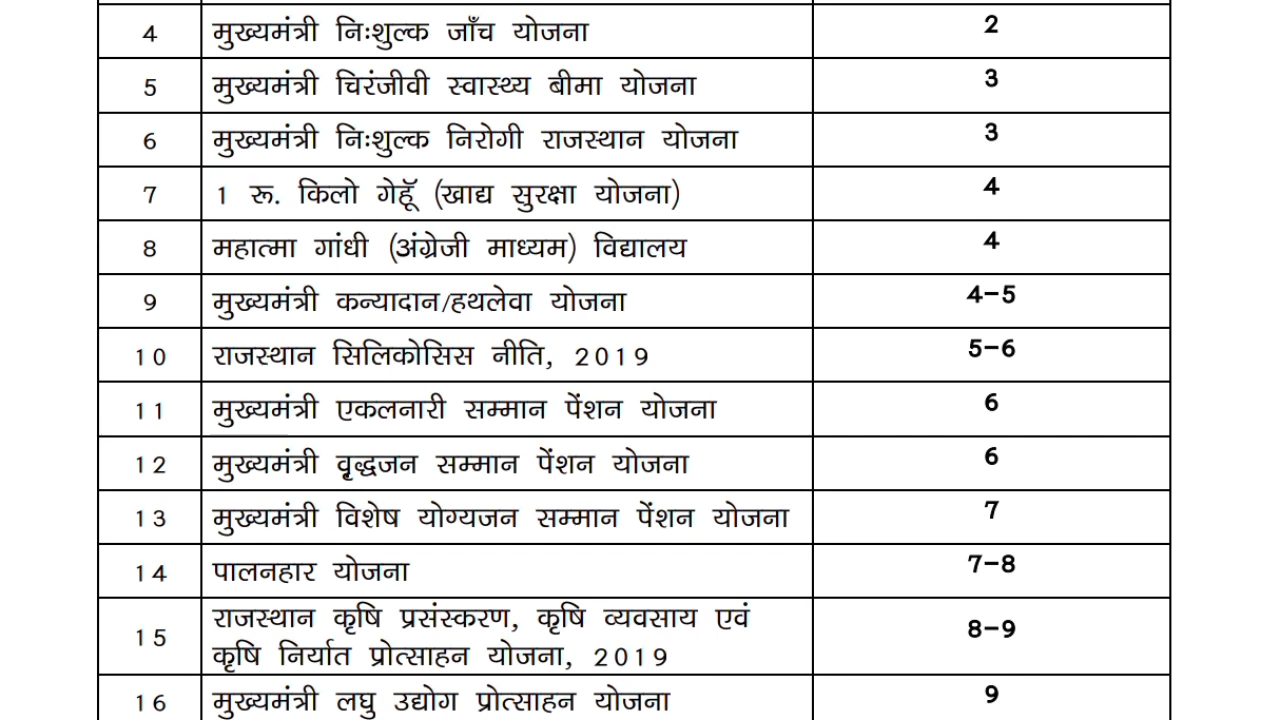 4 मुख्यमंत्री निःशुल्क जाँच योजना 2
5 मुख्यमंत्री चिरंजीवी स्वास्थ्य बीमा योजना 3
6 मुख्यमंत्री निःशुल्क निरोगी राजस्थान योजना 3
7 1 रू. किलो गेहूँ (खाद्य सुरक्षा योजना) 4
8 महात्मा गांधी (अंग्रेजी माध्यम) विद्यालय 4
9 मुख्यमंत्री कन्यादान/हथलेवा योजना 4-5
10 राजस्थान सिलिकोसिस नीति, 2019 5-6
11 मुख्यमंत्री एकलनारी सम्मान पेंशन योजना 6
12 मुख्यमंत्री वृद्धजन सम्मान पेंशन योजना 6
13 मुख्यमंत्री विशेष योग्यजन सम्मान पेंशन योजना 7
14 पालनहार योजना 7-8
15 राजस्थान कृषि प्रसंस्करण, कृषि व्यवसाय एवं
कृषि निर्यात प्रोत्साहन योजना, 2019 8-9
16 मुख्यमंत्री लघु उद्योग प्रोत्साहन योजना 9